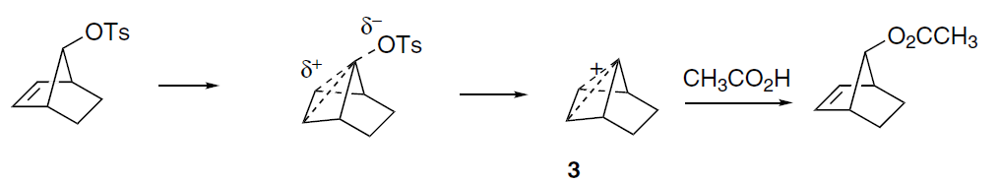 OTs
δ+
δ−
OTs
+
CH3CO2H
O2CCH3
3